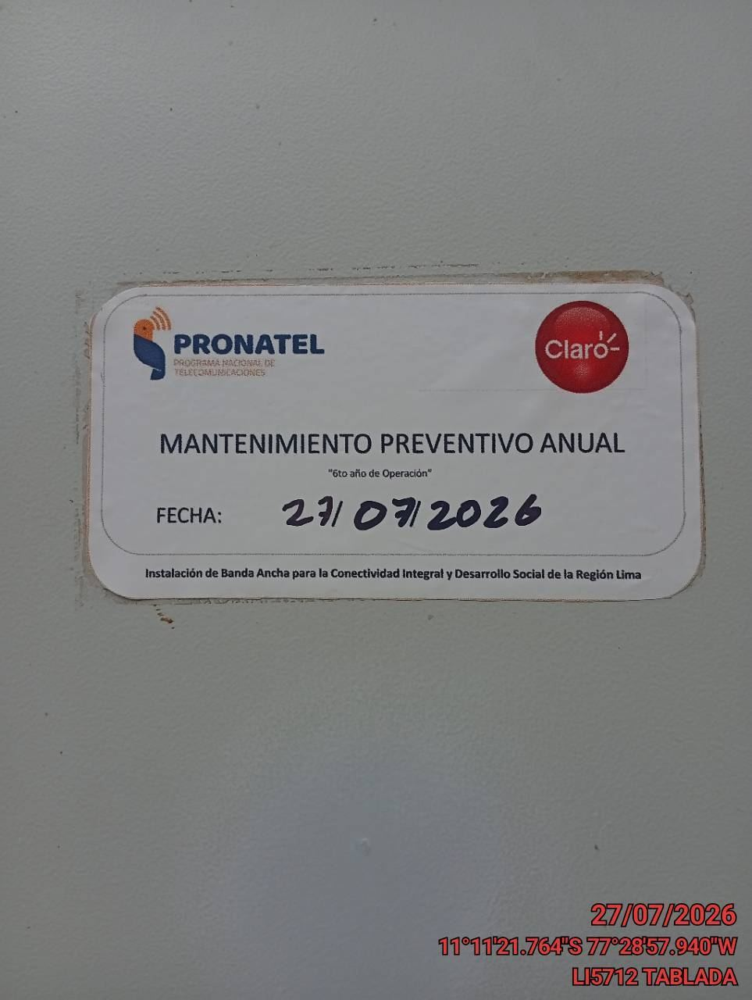 PRONATEL
PROGRAMA NACIONAL DE
TELECOMUNICACIONES
Claro
MANTENIMIENTO PREVENTIVO ANUAL
"6to año de Operación"
FECHA: 27/07/2026
Instalación de Banda Ancha para la Conectividad Integral y Desarrollo Social de la Región Lima
27/07/2026
11°11'21.764"S 77°28'57.940"W
LI5712 TABLADA